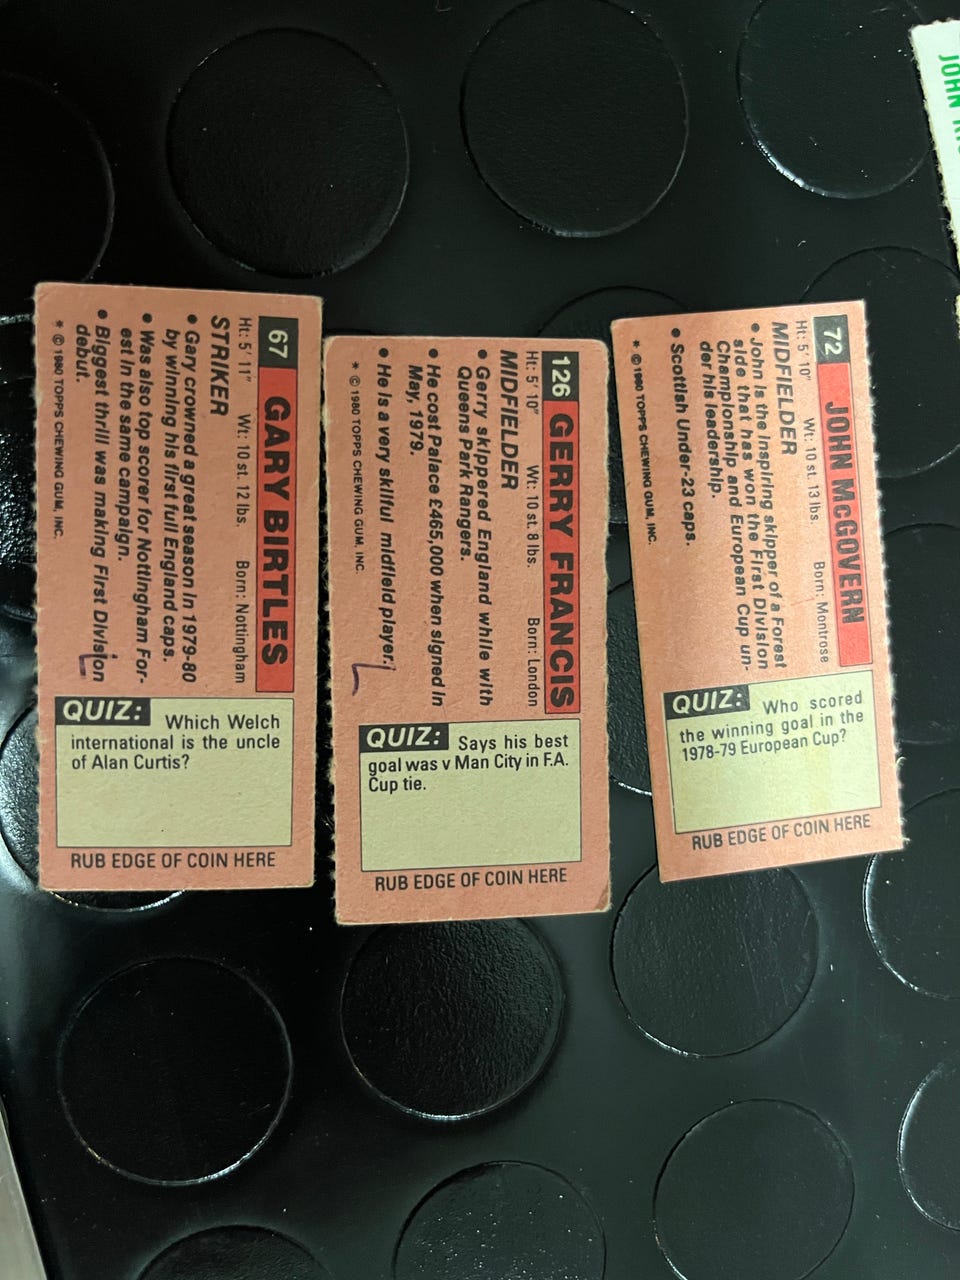 67 GARY BIRTLES
Ht: 5' 11" Wt: 10 st. 12 lbs. Born: Nottingham
STRIKER
• Gary crowned a great season in 1979-80
by winning his first full England caps.
• Was also top scorer for Nottingham For-
est in the same campaign.
• Biggest thrill was making First Division
debut.
* © 1980 TOPPS CHEWING GUM, INC.
QUIZ: Which Welch
international is the uncle
of Alan Curtis?
RUB EDGE OF COIN HERE
126 GERRY FRANCIS
Ht: 5' 10" Wt: 10 st. 8 lbs. Born: London
MIDFIELDER
• Gerry skippered England while with
Queens Park Rangers.
• He cost Palace £465,000 when signed in
May, 1979.
• He is a very skilful midfield player.
* © 1980 TOPPS CHEWING GUM, INC.
QUIZ: Says his best
goal was v Man City in F.A.
Cup tie.
RUB EDGE OF COIN HERE
72 JOHN McGOVERN
Ht: 5' 10" Wt: 10 st. 13 lbs. Born: Montrose
MIDFIELDER
• John is the inspiring skipper of a Forest
side that has won the First Division
Championship and European Cup un-
der his leadership.
• Scottish Under-23 caps.
* © 1980 TOPPS CHEWING GUM, INC.
QUIZ: Who scored
the winning goal in the
1978-79 European Cup?
RUB EDGE OF COIN HERE
JOHN